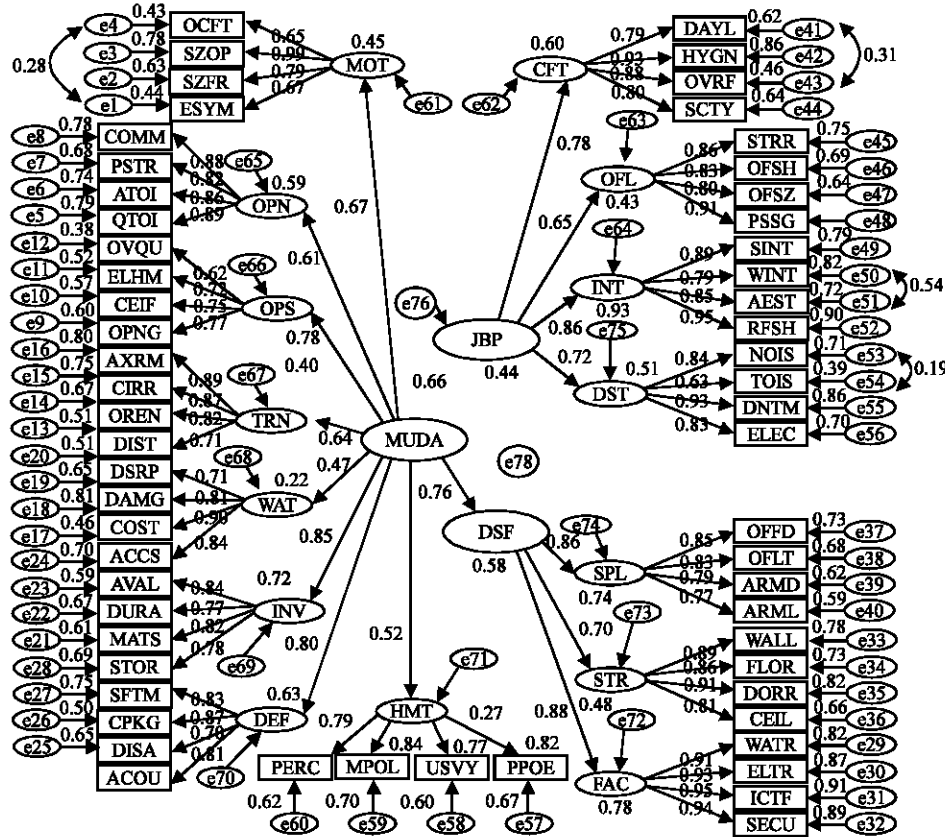 e4 0.43 OCFT
e3 0.78 SZOP
e2 0.63 SZFR
e1 0.44 ESYM
0.28
0.65
0.99
0.79
0.67
0.45
MOT
e61
e8 0.78 COMM
e7 0.68 PSTR
e6 0.74 ATOI
e5 0.79 QTOI
0.88
0.82
0.86
0.89
e65
0.59
OPN
0.67
0.61
e12 0.38 OVQU
e11 0.52 ELHM
e10 0.57 CEIF
e9 0.60 OPNG
0.62
0.72
0.75
0.77
e66
OPS
0.78
0.40
e16 0.80 AXRM
e15 0.75 CIRR
e14 0.67 OREN
e13 0.51 DIST
0.89
0.87
0.82
0.71
e67
TRN
0.64
0.47
0.66
MUDA
e20 0.51 DSRP
e19 0.65 DAMG
e18 0.81 COST
e17 0.46 ACCS
0.71
0.81
0.90
0.84
e68
0.22
WAT
0.85
e24 0.70 AVAL
e23 0.59 DURA
e22 0.67 MATS
e21 0.61 STOR
0.84
0.77
0.82
0.78
0.72
INV
e69
0.80
e28 0.69 SFTM
e27 0.75 CPKG
e26 0.50 DISA
e25 0.65 ACOU
0.83
0.87
0.70
0.81
0.63
DEF
e70
0.52
e71
HMT
0.79
0.84
0.77
0.27
0.82
PERC MPOL USVY PPOE
0.62 0.70 0.60 0.67
e60 e59 e58 e57
0.60
CFT
e62
0.79
0.93
0.88
0.80
DAYL 0.62 e41
HYGN 0.86 e42
OVRF 0.46 e43
SCTY 0.64 e44
0.31
0.78
e63
OFL
0.43
0.65
0.86
0.83
0.80
0.91
STRR 0.75 e45
OFSH 0.69 e46
OFSZ 0.64 e47
PSSG e48
e64
INT
0.93
0.86
0.89
0.79
0.85
0.95
SINT 0.79 e49
WINT 0.82 e50
AEST 0.72 e51
RFSH 0.90 e52
0.54
e76
JBP
0.44
e75
0.72
0.51
DST
0.84
0.63
0.93
0.83
NOIS 0.71 e53
TOIS 0.39 e54
DNTM 0.86 e55
ELEC 0.70 e56
0.19
e78
0.76
DSF
0.58
e74
0.86
SPL
0.74
0.85
0.83
0.79
0.77
OFFD 0.73 e37
OFLT 0.68 e38
ARMD 0.62 e39
ARML 0.59 e40
0.70
e73
STR
0.48
0.89
0.86
0.91
0.81
WALL 0.78 e33
FLOR 0.73 e34
DORR 0.82 e35
CEIL 0.66 e36
0.88
e72
FAC
0.78
0.91
0.93
0.95
0.94
WATR 0.82 e29
ELTR 0.87 e30
ICTF 0.91 e31
SECU 0.89 e32